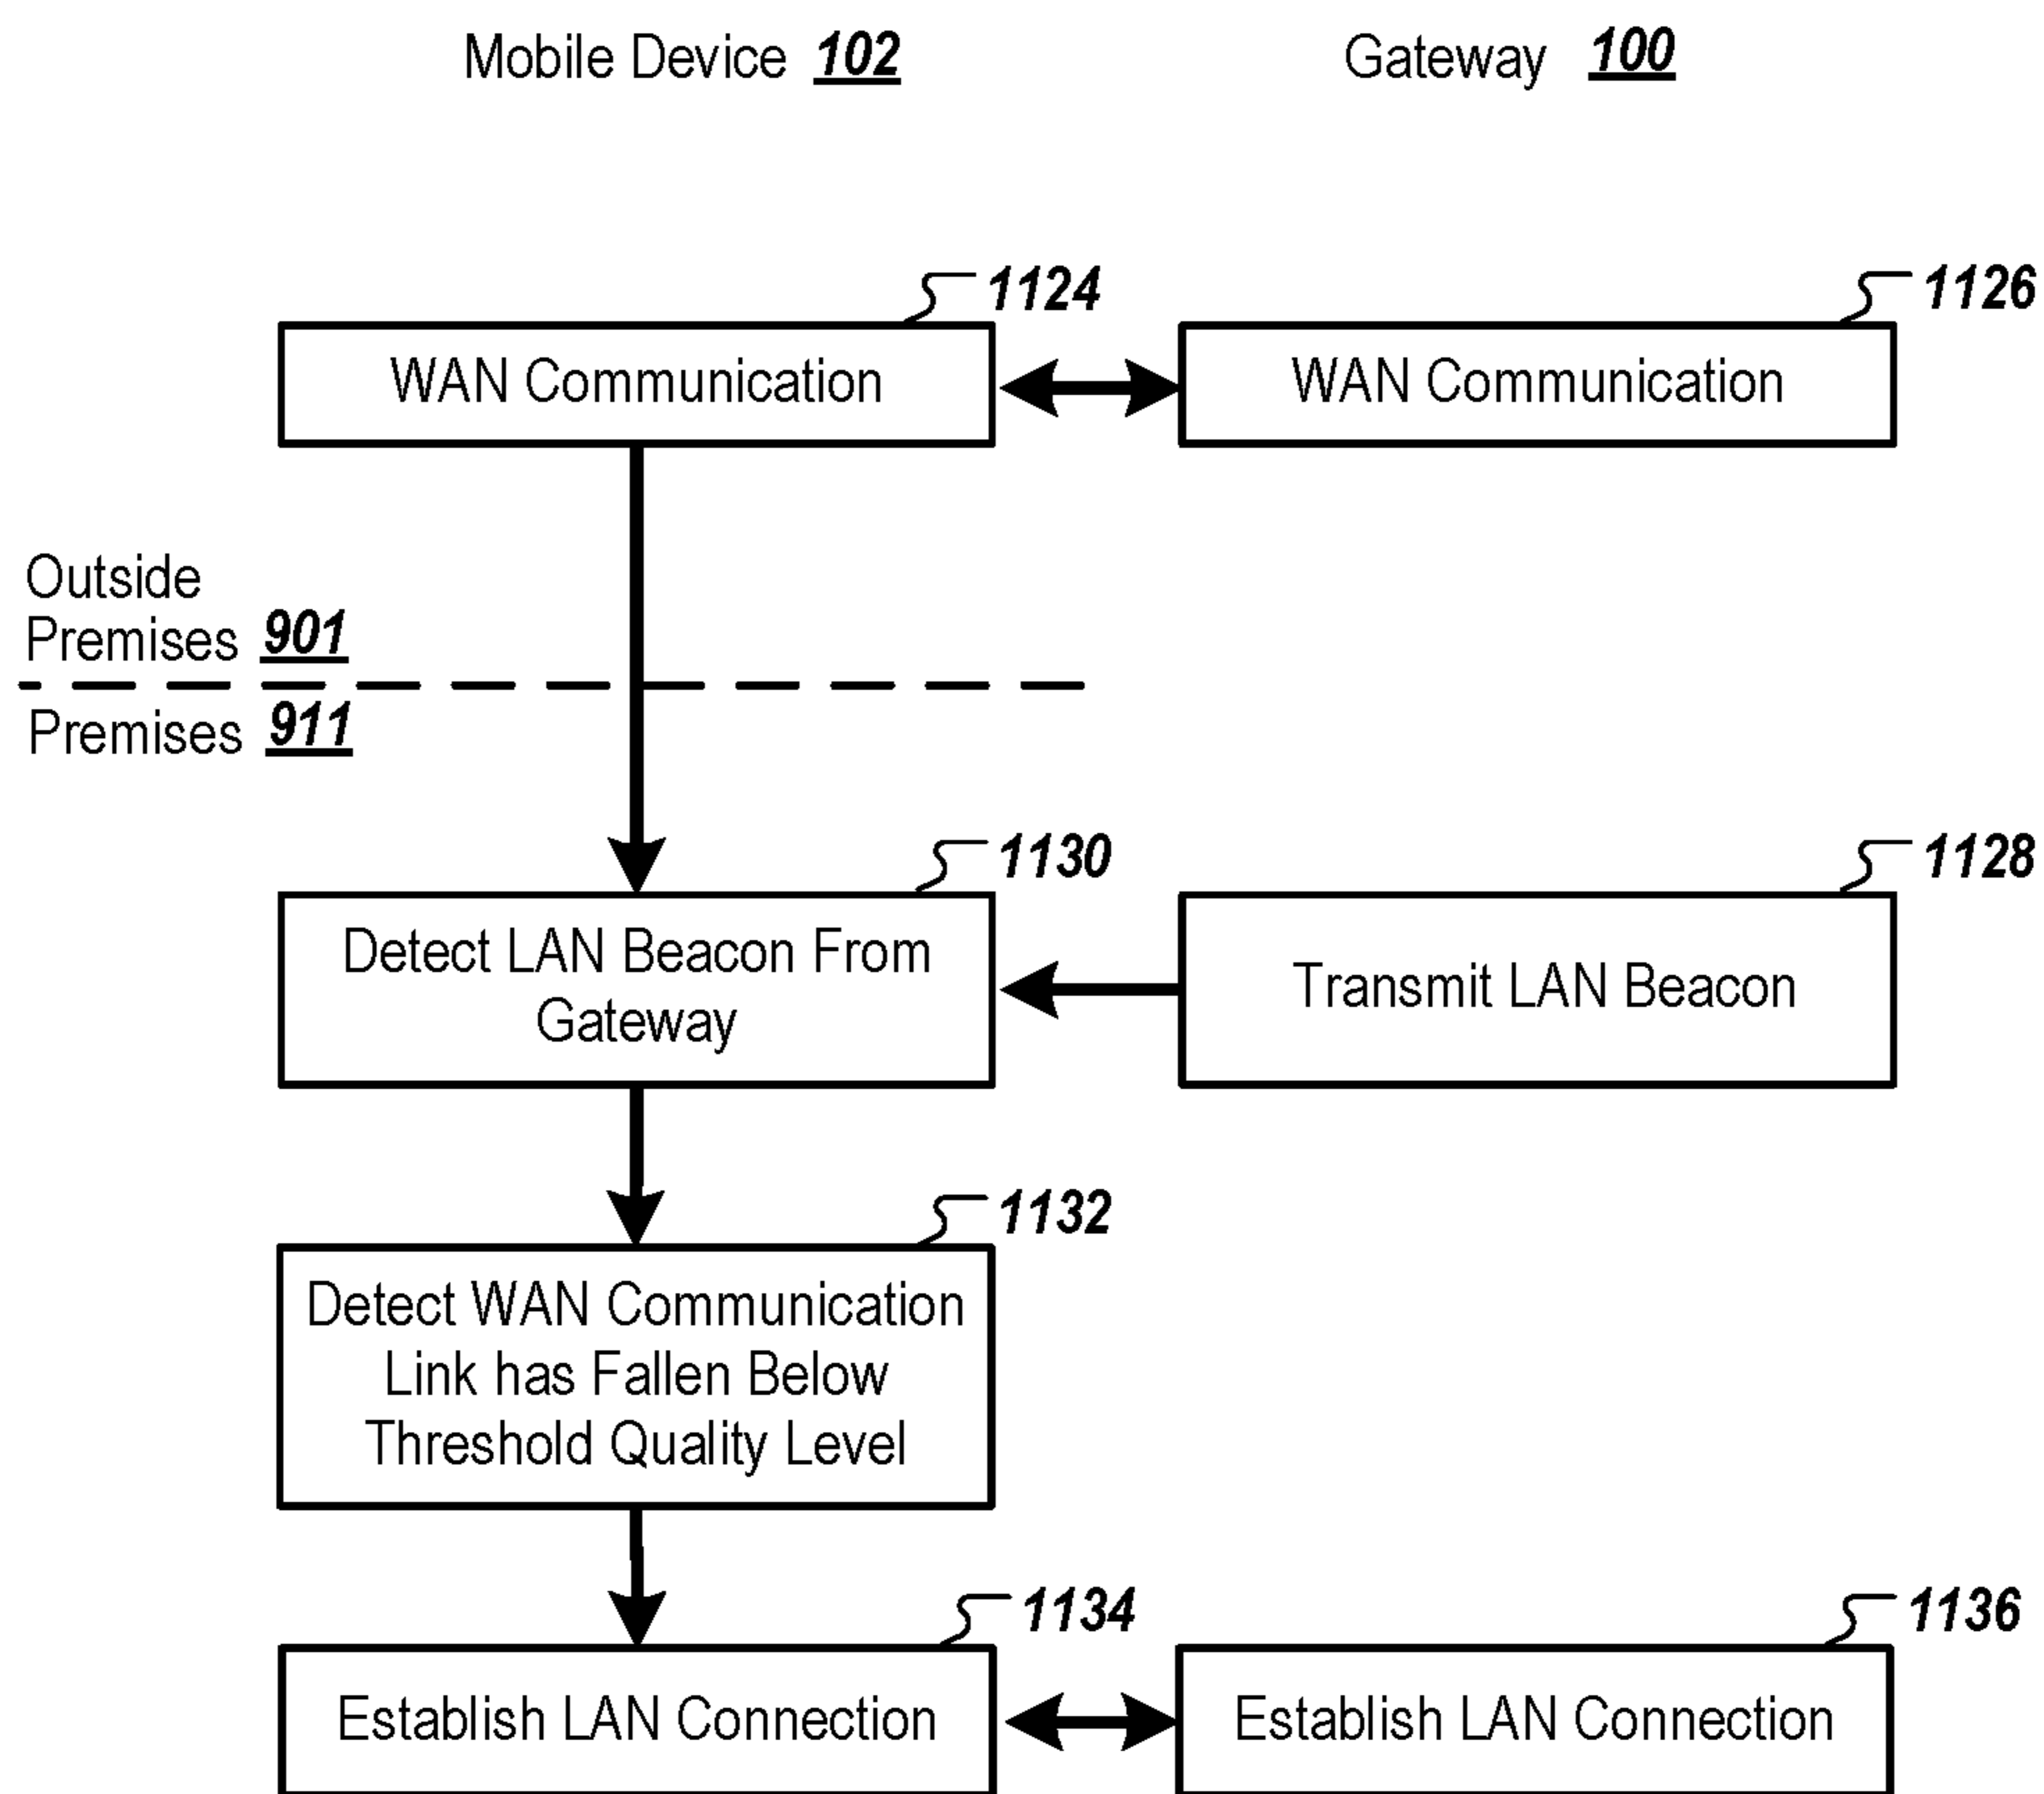 Mobile Device 102
Gateway 100
1124
1126
WAN Communication
WAN Communication
Outside
Premises 901
Premises 911
1130
1128
Detect LAN Beacon From
Gateway
Transmit LAN Beacon
1132
Detect WAN Communication
Link has Fallen Below
Threshold Quality Level
1134
1136
Establish LAN Connection
Establish LAN Connection